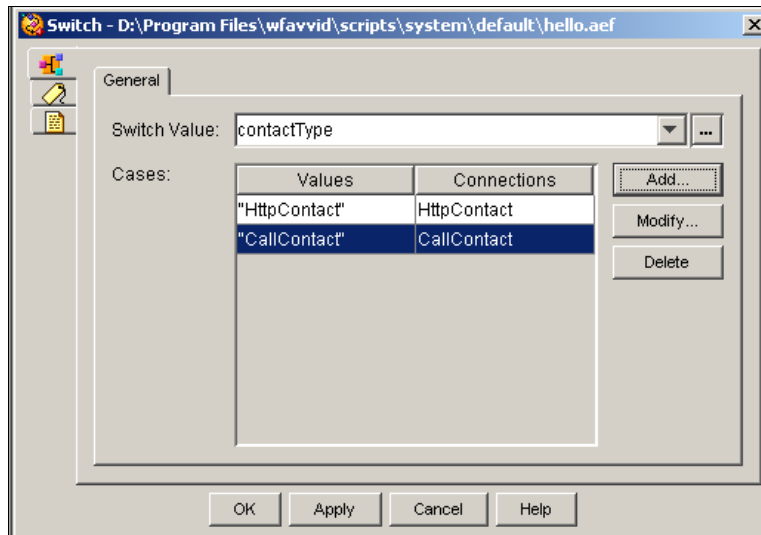 Switch - D:\Program Files\wfavvid\scripts\system\default\hello.aef
General
Switch Value: contactType ...
Cases: Values Connections Add...
"HttpContact" HttpContact Modify...
"CallContact" CallContact
Delete
OK Apply Cancel Help